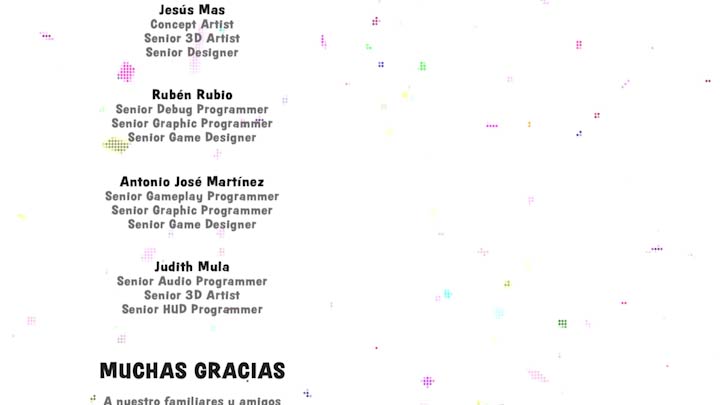 Jesús Mas
Concept Artist
Senior 3D Artist
Senior Designer
Rubén Rubio
Senior Debug Programmer
Senior Graphic Programmer
Senior Game Designer
Antonio José Martínez
Senior Gameplay Programmer
Senior Graphic Programmer
Senior Game Designer
Judith Mula
Senior Audio Programmer
Senior 3D Artist
Senior HUD Programmer
MUCHAS GRACIAS
A nuestro familiares y amigos